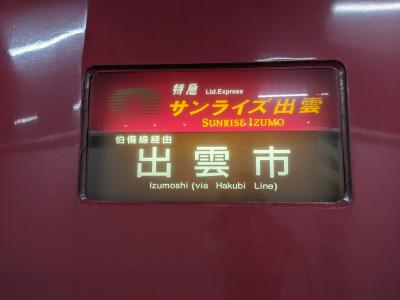 特急 Ltd.Express
サンライズ出雲
SUNRISE IZUMO
伯備線経由
出雲市
Izumoshi (via Hakubi Line)